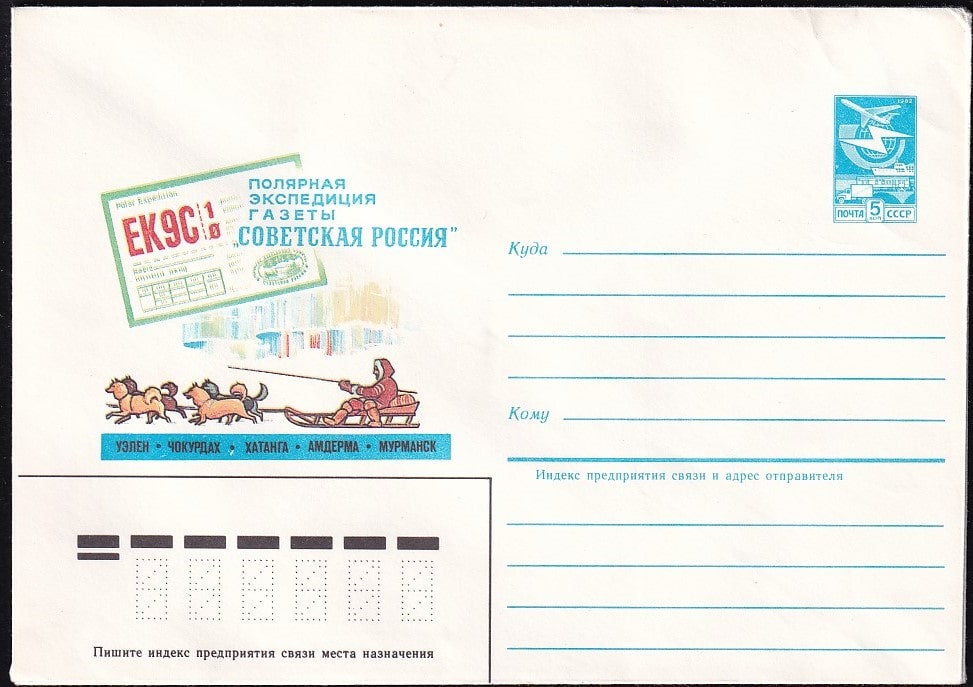 1982
ПОЧТА 5 КОП СССР
ПОЛЯРНАЯ
ЭКСПЕДИЦИЯ
ГАЗЕТЫ
„СОВЕТСКАЯ РОССИЯ"
Polar Expedition
EK9C 1
Ø
УЭЛЕН • ЧОКУРДАХ • ХАТАНГА • АМДЕРМА • МУРМАНСК
Куда
Кому
Индекс предприятия связи и адрес отправителя
Пишите индекс предприятия связи места назначения